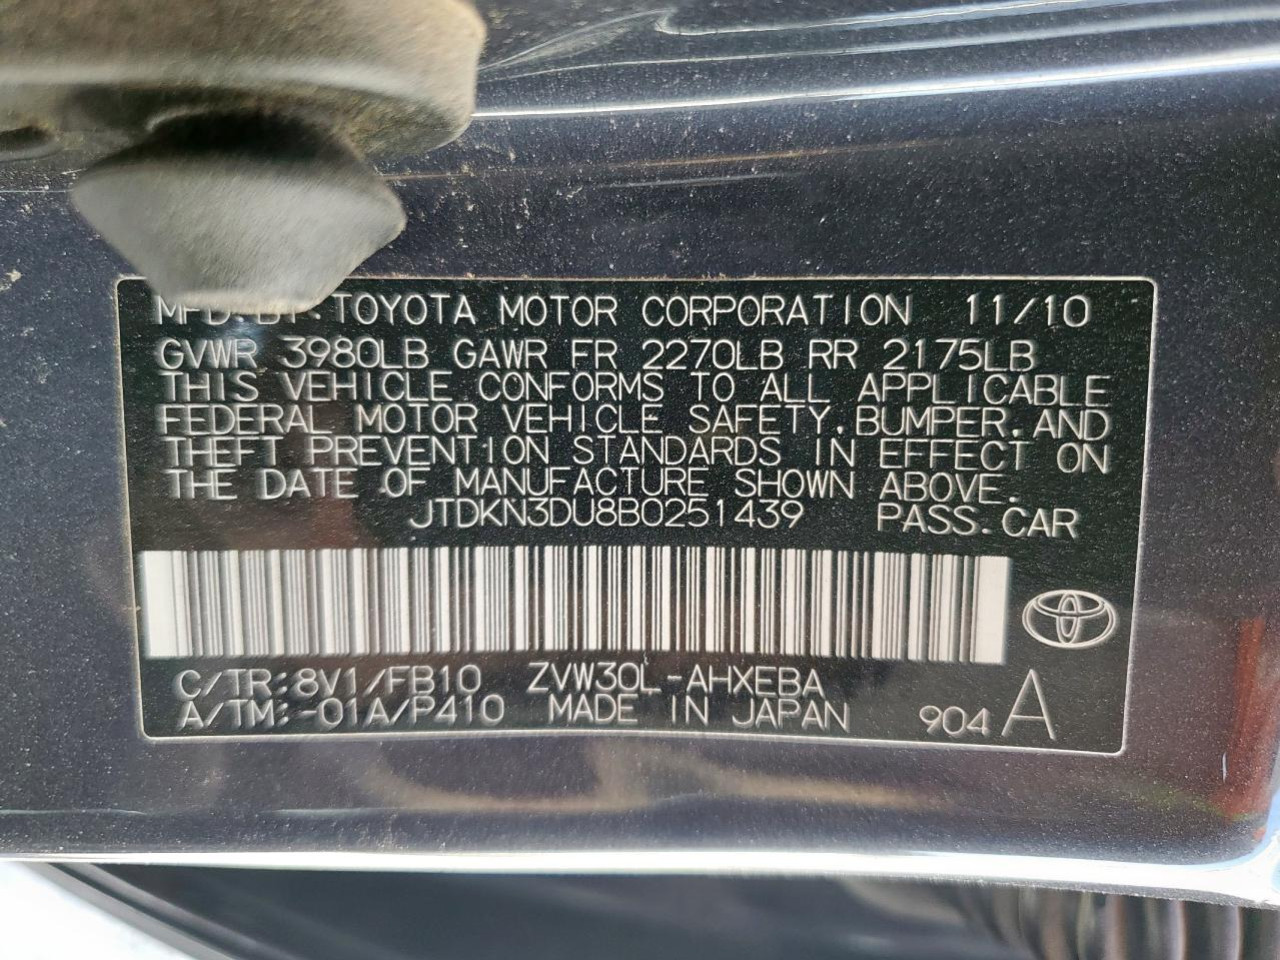 MFD. BY TOYOTA MOTOR CORPORATION 11/10
GVWR 3980LB GAWR FR 2270LB RR 2175LB
THIS VEHICLE CONFORMS TO ALL APPLICABLE
FEDERAL MOTOR VEHICLE SAFETY, BUMPER, AND
THEFT PREVENTION STANDARDS IN EFFECT ON
THE DATE OF MANUFACTURE SHOWN ABOVE.
JTDKN3DU8B0251439 PASS.CAR
C/TR:8V1/FB10 ZVW30L-AHXEBA
A/TM:-01A/P410 MADE IN JAPAN 904 A